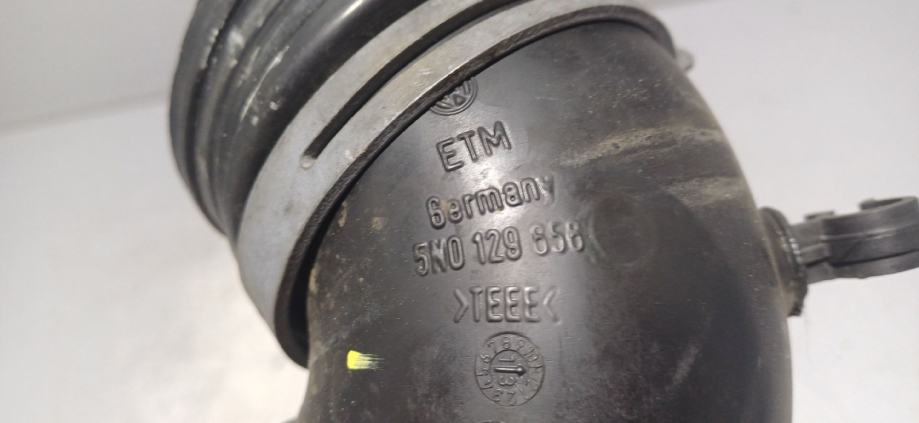 ETM
Germany
5N0 129 656
>TEEE<